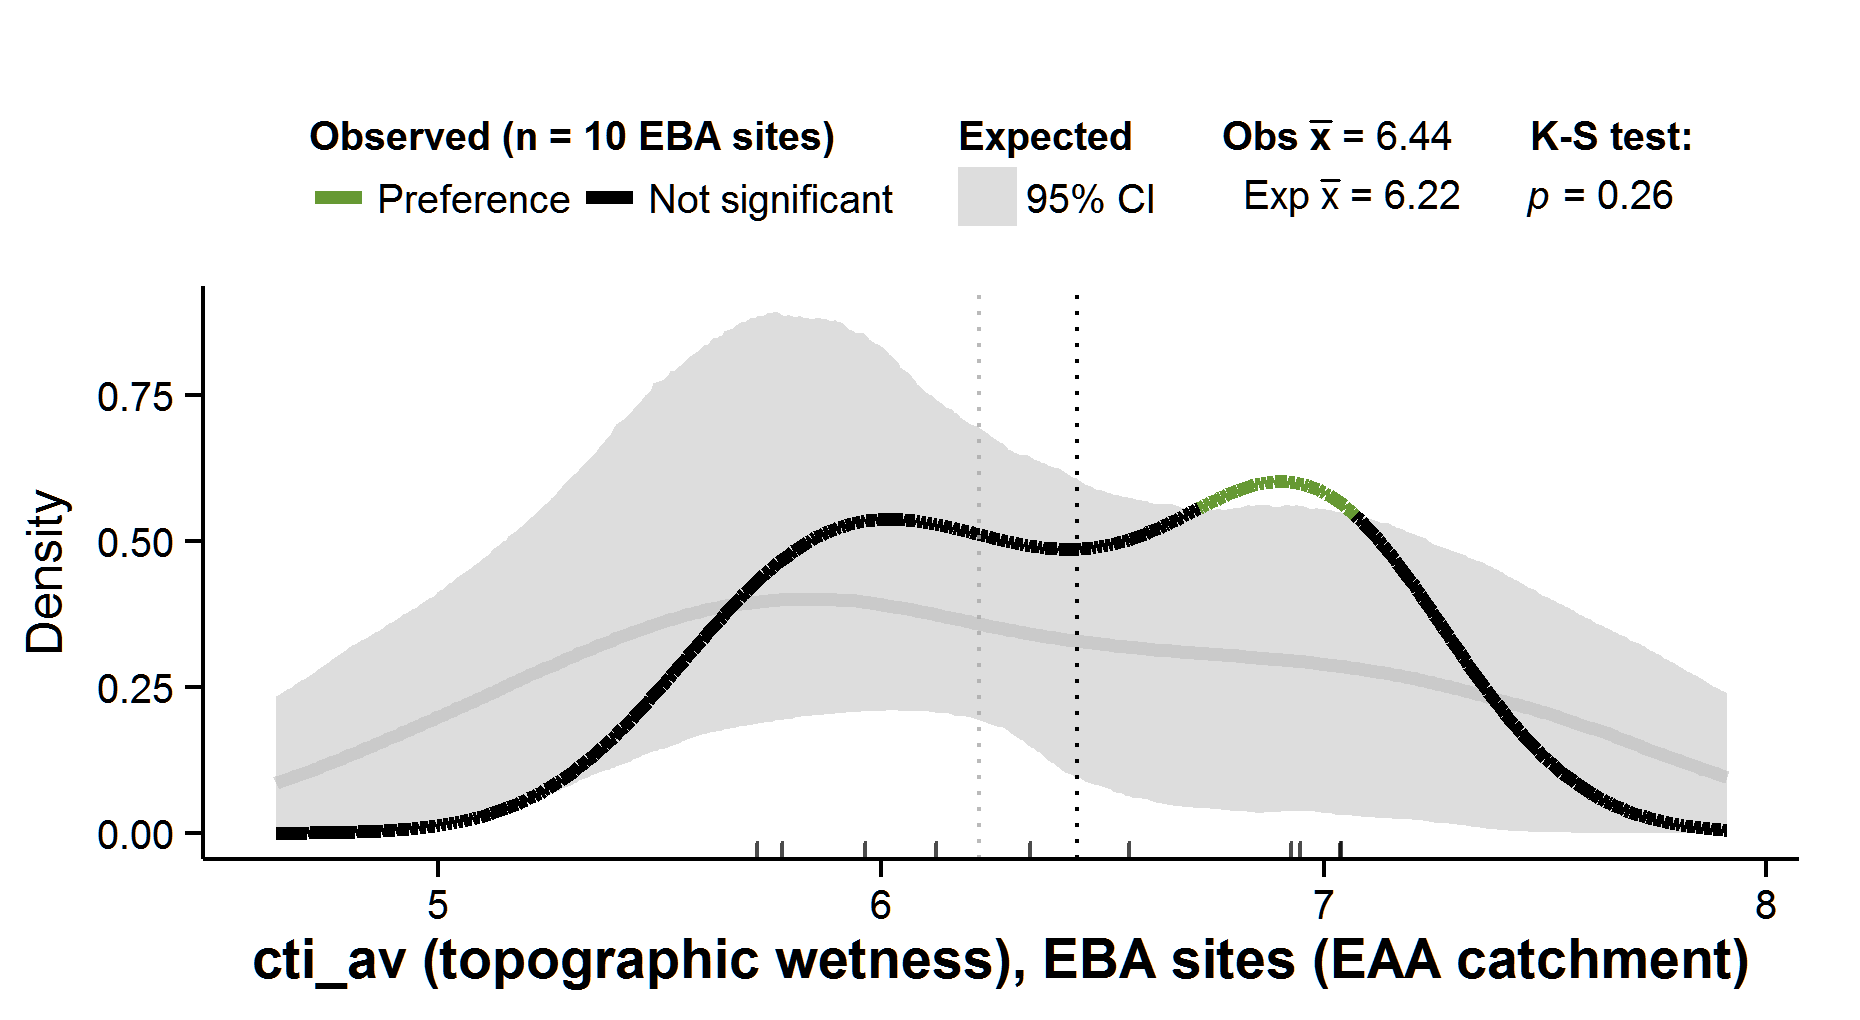 Observed (n = 10 EBA sites) Expected Obs x̅ = 6.44 K-S test:
Preference Not significant 95% CI Exp x̅ = 6.22 p = 0.26
Density
0.75
0.50
0.25
0.00
5 6 7 8
cti_av (topographic wetness), EBA sites (EAA catchment)